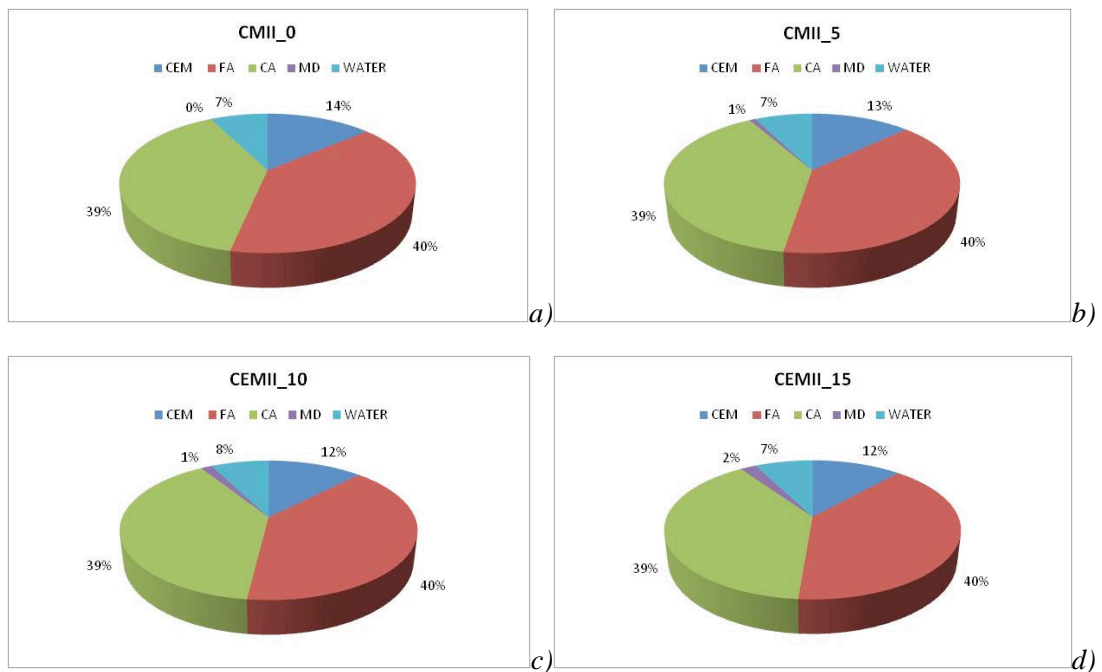 CMII_0
CEM FA CA MD WATER
0% 7% 14%
39%
40%
a)
CMII_5
CEM FA CA MD WATER
1% 7% 13%
39%
40%
b)
CEMII_10
CEM FA CA MD WATER
1% 8% 12%
39%
40%
c)
CEMII_15
CEM FA CA MD WATER
2% 7% 12%
39%
40%
d)